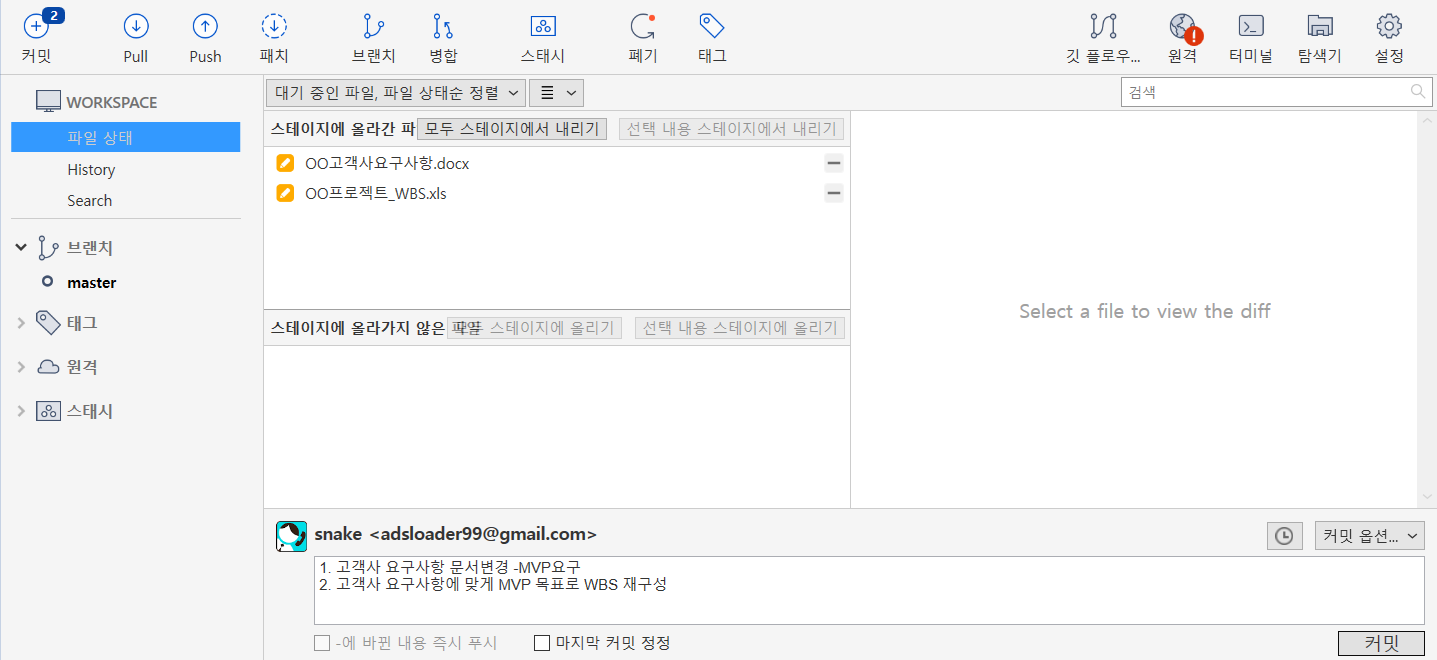 2
커밋 Pull Push 패치 브랜치 병합 스태시 폐기 태그 깃 플로우... 원격 터미널 탐색기 설정
WORKSPACE
파일 상태
History
Search
브랜치
master
태그
원격
스태시
대기 중인 파일, 파일 상태순 정렬
검색
스테이지에 올라간 파 모두 스테이지에서 내리기 선택 내용 스테이지에서 내리기
OO고객사요구사항.docx
OO프로젝트_WBS.xls
스테이지에 올라가지 않은 파일 스테이지에 올리기 선택 내용 스테이지에 올리기
Select a file to view the diff
snake <adsloader99@gmail.com>
커밋 옵션...
1. 고객사 요구사항 문서변경 -MVP요구
2. 고객사 요구사항에 맞게 MVP 목표로 WBS 재구성
-에 바뀐 내용 즉시 푸시 마지막 커밋 정정
커밋